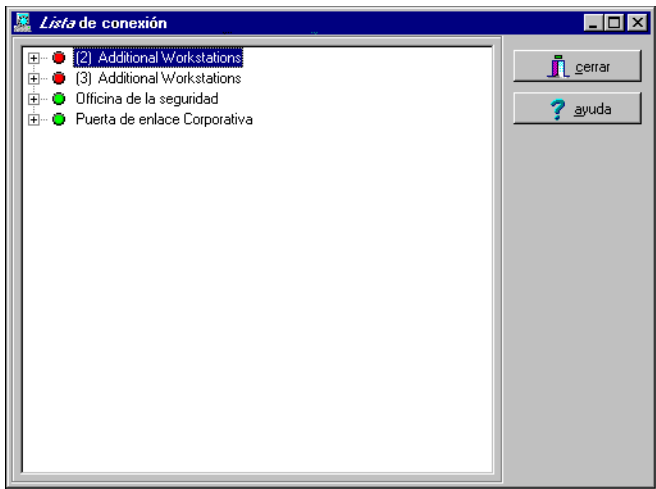 Lista de conexión
(2) Additional Workstations
(3) Additional Workstations
Officina de la seguridad
Puerta de enlace Corporativa
cerrar
ayuda